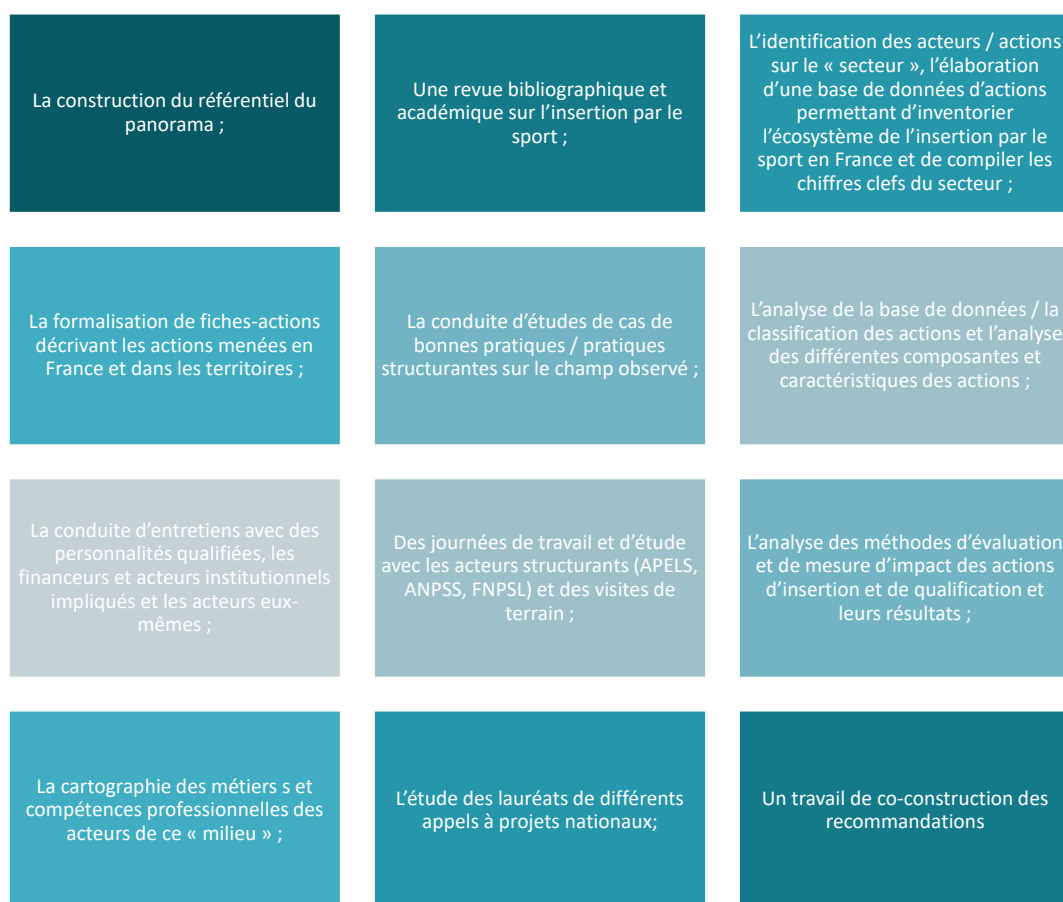 La construction du référentiel du
panorama ;
Une revue bibliographique et
académique sur l'insertion par le
sport ;
L'identification des acteurs / actions
sur le « secteur », l'élaboration
d'une base de données d'actions
permettant d'inventorier
l'écosystème de l'insertion par le
sport en France et de compiler les
chiffres clefs du secteur ;
La formalisation de fiches-actions
décrivant les actions menées en
France et dans les territoires ;
La conduite d'études de cas de
bonnes pratiques / pratiques
structurantes sur le champ observé ;
L'analyse de la base de données / la
classification des actions et l'analyse
des différentes composantes et
caractéristiques des actions ;
La conduite d'entretiens avec des
personnalités qualifiées, les
financeurs et acteurs institutionnels
impliqués et les acteurs eux-
mêmes ;
Des journées de travail et d'étude
avec les acteurs structurants (APELS,
ANPSS, FNPSL) et des visites de
terrain ;
L'analyse des méthodes d'évaluation
et de mesure d'impact des actions
d'insertion et de qualification et
leurs résultats ;
La cartographie des métiers s et
compétences professionnelles des
acteurs de ce « milieu » ;
L'étude des lauréats de différents
appels à projets nationaux;
Un travail de co-construction des
recommandations